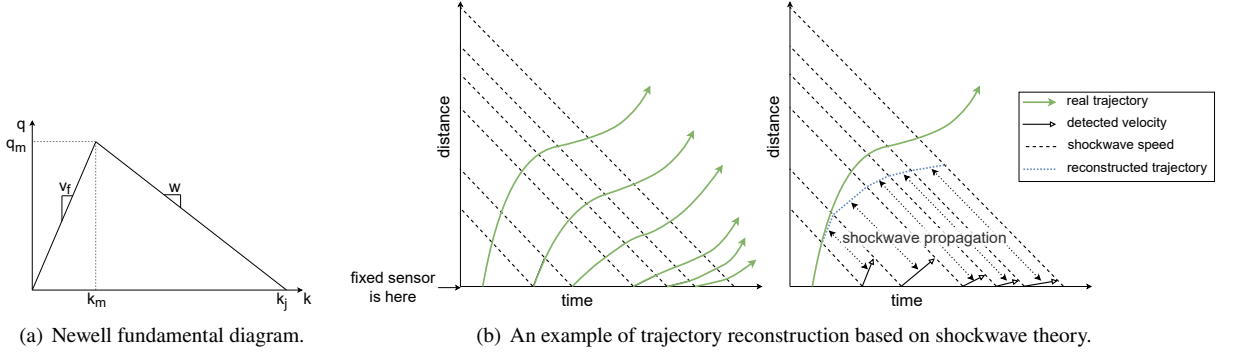 q
q_m
v_f
w
k_m
k_j
k
(a) Newell fundamental diagram.
distance
fixed sensor
is here
time
distance
shockwave propagation
time
real trajectory
detected velocity
shockwave speed
reconstructed trajectory
(b) An example of trajectory reconstruction based on shockwave theory.